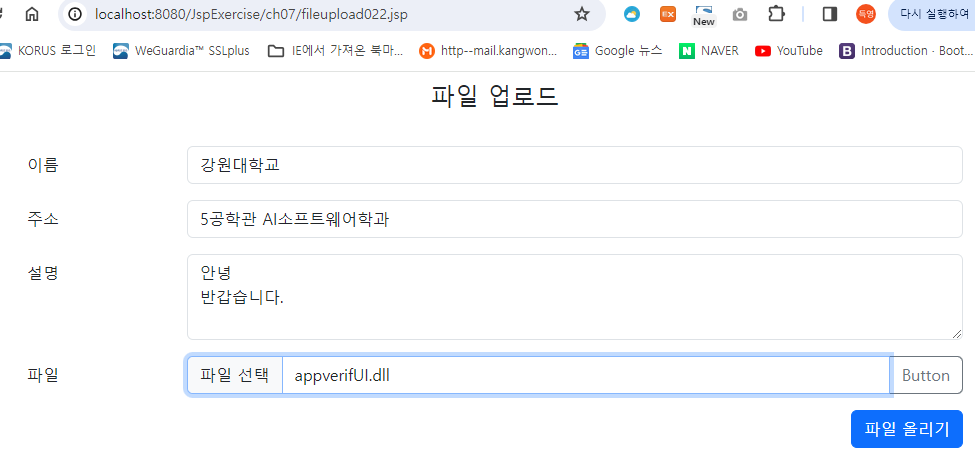 localhost:8080/JspExercise/ch07/fileupload022.jsp New 특영 다시 실행하여
KORUS 로그인 WeGuardia™ SSLplus IE에서 가져온 북마... http--mail.kangwon... Google 뉴스 NAVER YouTube Introduction · Boot...
파일 업로드
이름 강원대학교
주소 5공학관 AI소프트웨어학과
설명 안녕
반갑습니다.
파일 파일 선택 appverifUI.dll Button
파일 올리기